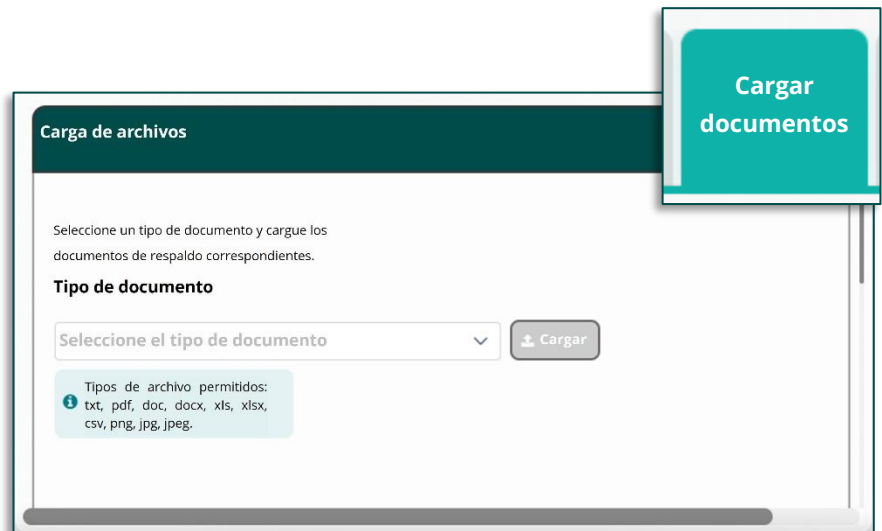 Cargar
documentos
Carga de archivos
Seleccione un tipo de documento y cargue los
documentos de respaldo correspondientes.
Tipo de documento
Seleccione el tipo de documento
Cargar
Tipos de archivo permitidos:
txt, pdf, doc, docx, xls, xlsx,
csv, png, jpg, jpeg.